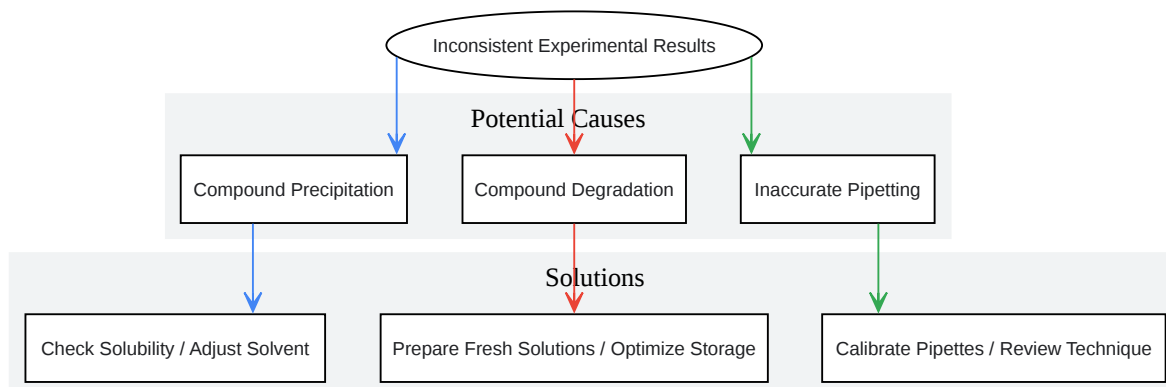 Inconsistent Experimental Results
Potential Causes
Compound Precipitation
Compound Degradation
Inaccurate Pipetting
Solutions
Check Solubility / Adjust Solvent
Prepare Fresh Solutions / Optimize Storage
Calibrate Pipettes / Review Technique